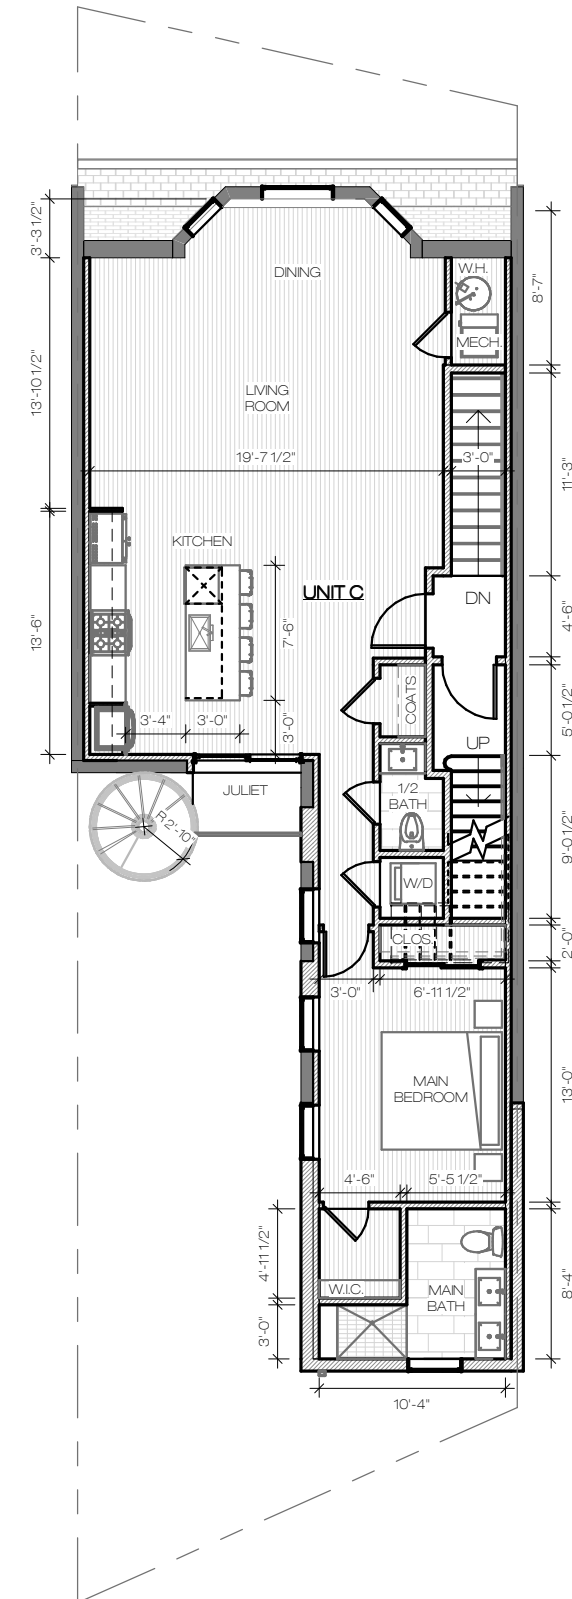 3'-3 1/2"
8'-7"
W.H.
DINING
MECH.
13'-10 1/2"
LIVING
ROOM
19'-7 1/2"
3'-0"
11'-3"
KITCHEN
UNIT C
DN
4'-6"
13'-6"
7'-6"
COATS
5'-0 1/2"
3'-4"
3'-0"
3'-0"
UP
JULIET
1/2
BATH
R 2'-10"
9'-0 1/2"
W/D
CLOS.
2'-0"
3'-0"
6'-11 1/2"
MAIN
BEDROOM
13'-0"
4'-6"
5'-5 1/2"
4'-11 1/2"
W.I.C.
MAIN
BATH
8'-4"
3'-0"
10'-4"